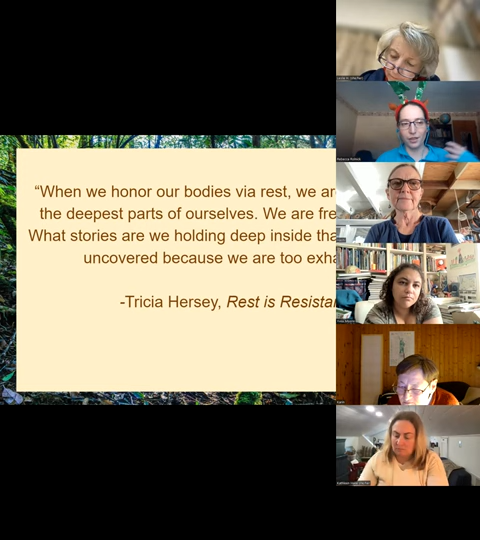 “When we honor our bodies via rest, we ar
the deepest parts of ourselves. We are fre
What stories are we holding deep inside tha
uncovered because we are too exha
-Tricia Hersey, Rest is Resista